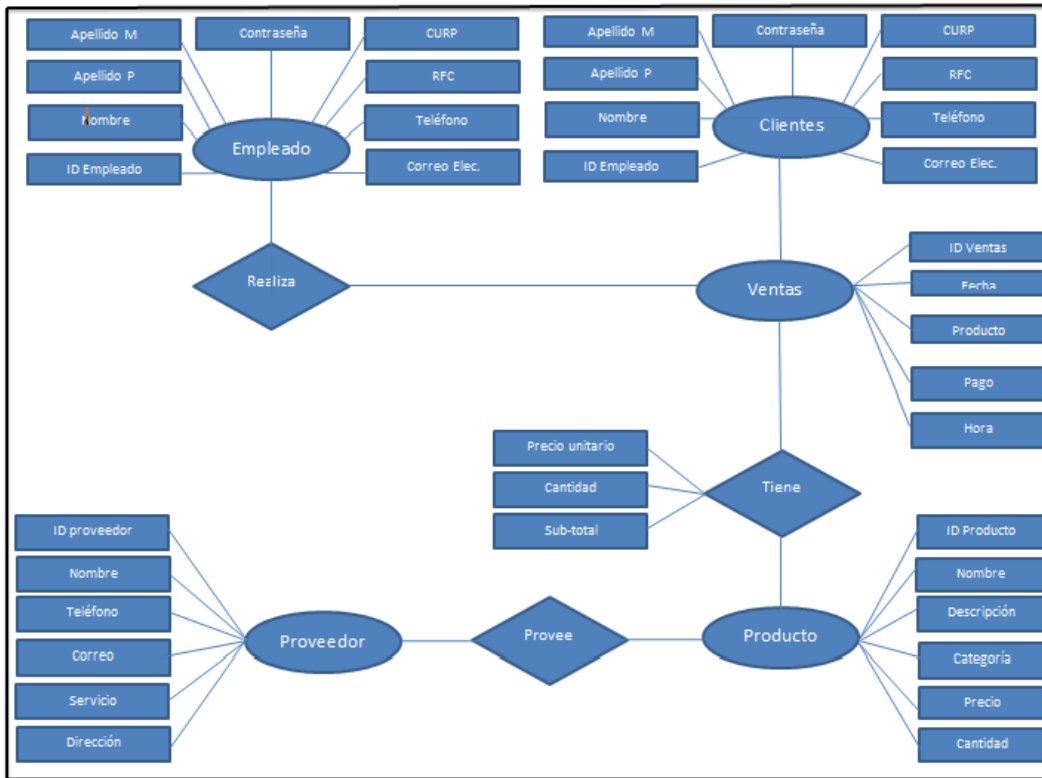 Apellido M
Contraseña
CURP
Apellido P
RFC
Nombre
Teléfono
Empleado
ID Empleado
Correo Elec.
Apellido M
Contraseña
CURP
Apellido P
RFC
Nombre
Clientes
Teléfono
ID Empleado
Correo Elec.
Realiza
Ventas
ID Ventas
Fecha
Producto
Pago
Hora
Precio unitario
Cantidad
Sub-total
Tiene
ID proveedor
Nombre
Teléfono
Correo
Servicio
Dirección
Proveedor
Provee
Producto
ID Producto
Nombre
Descripción
Categoría
Precio
Cantidad